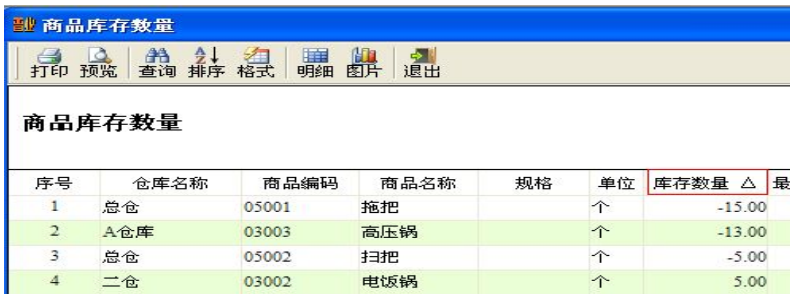 商品库存数量
打印 预览 查询 排序 格式 明细 图片 退出
商品库存数量
序号 仓库名称 商品编码 商品名称 规格 单位 库存数量 △ 最
1 总仓 05001 拖把 个 -15.00
2 A仓库 03003 高压锅 个 -13.00
3 总仓 05002 扫把 个 -5.00
4 二仓 03002 电饭锅 个 5.00